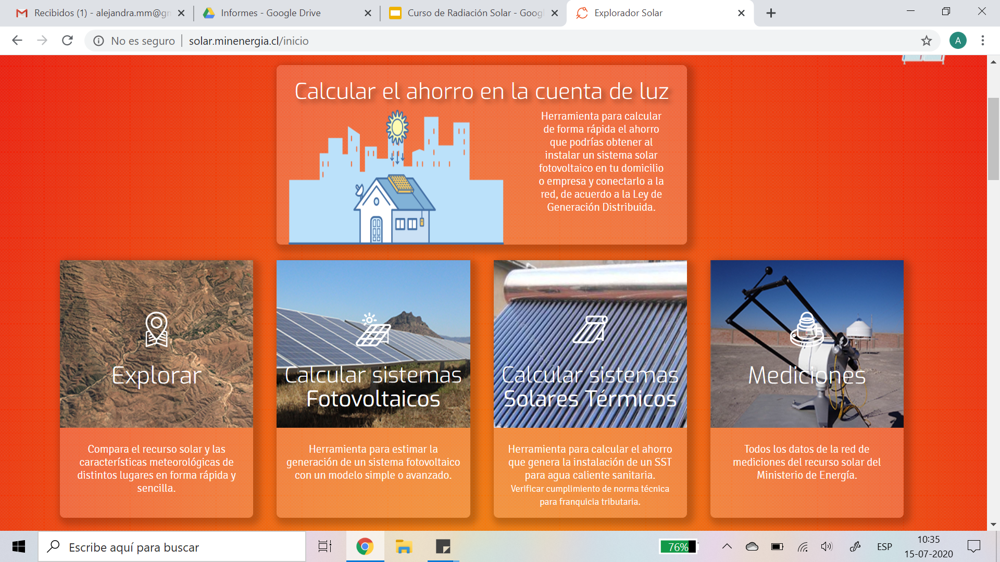 Recibidos (1) - alejandra.mm@gm
Informes - Google Drive
Curso de Radiación Solar - Googl
Explorador Solar
No es seguro
solar.minenergia.cl/inicio
A
Calcular el ahorro en la cuenta de luz
Herramienta para calcular
de forma rápida el ahorro
que podrías obtener al
instalar un sistema solar
fotovoltaico en tu domicilio
o empresa y conectarlo a la
red, de acuerdo a la Ley de
Generación Distribuida.
Explorar
Compara el recurso solar y las
características meteorológicas de
distintos lugares en forma rápida y
sencilla.
Calcular sistemas
Fotovoltaicos
Herramienta para estimar la
generación de un sistema fotovoltaico
con un modelo simple o avanzado.
Calcular sistemas
Solares Térmicos
Herramienta para calcular el ahorro
que genera la instalación de un SST
para agua caliente sanitaria.
Verificar cumplimiento de norma técnica
para franquicia tributaria.
Mediciones
Todos los datos de la red de
mediciones del recurso solar del
Ministerio de Energía.
Escribe aquí para buscar
76%
ESP
10:35
15-07-2020